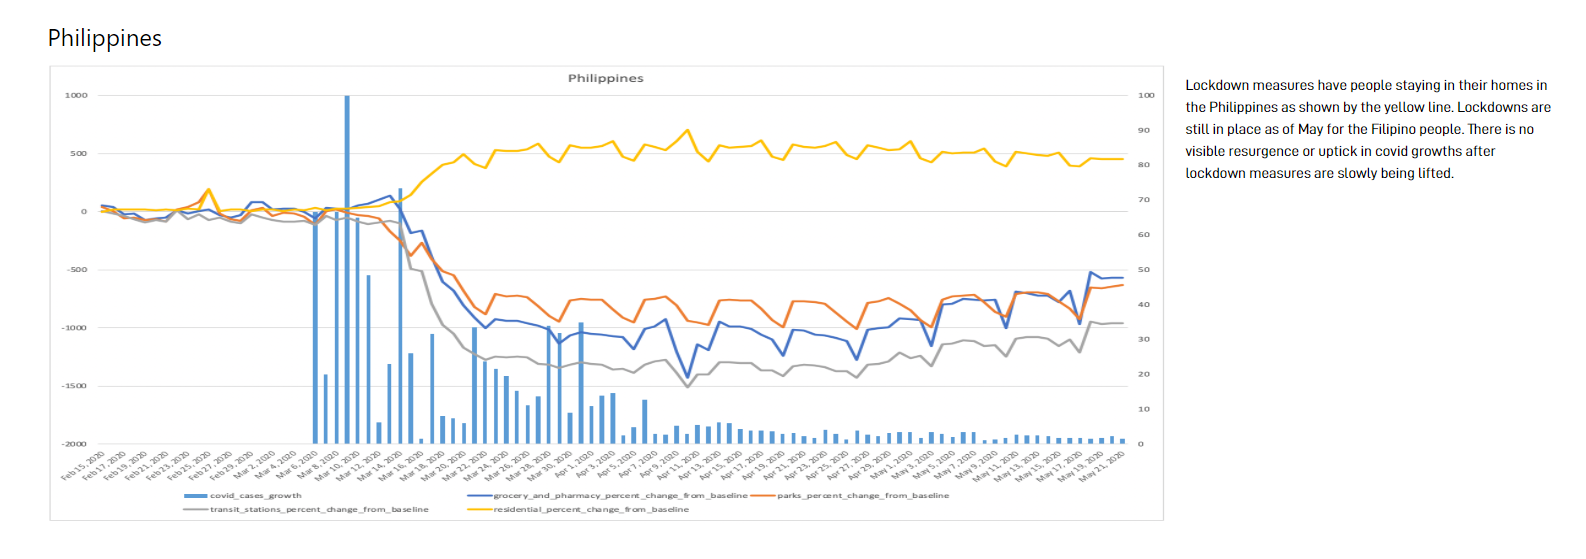 Philippines
Philippines
Lockdown measures have people staying in their homes in
the Philippines as shown by the yellow line. Lockdowns are
still in place as of May for the Filipino people. There is no
visible resurgence or uptick in covid growths after
lockdown measures are slowly being lifted.
1000
500
0
-500
-1000
-1500
-2000
100
90
80
70
60
50
40
30
20
10
0
Feb 15, 2020
Feb 17, 2020
Feb 19, 2020
Feb 21, 2020
Feb 23, 2020
Feb 25, 2020
Feb 27, 2020
Feb 29, 2020
Mar 2, 2020
Mar 4, 2020
Mar 6, 2020
Mar 8, 2020
Mar 10, 2020
Mar 12, 2020
Mar 14, 2020
Mar 16, 2020
Mar 18, 2020
Mar 20, 2020
Mar 22, 2020
Mar 24, 2020
Mar 26, 2020
Mar 28, 2020
Mar 30, 2020
Apr 1, 2020
Apr 3, 2020
Apr 5, 2020
Apr 7, 2020
Apr 9, 2020
Apr 11, 2020
Apr 13, 2020
Apr 15, 2020
Apr 17, 2020
Apr 19, 2020
Apr 21, 2020
Apr 23, 2020
Apr 25, 2020
Apr 27, 2020
Apr 29, 2020
May 1, 2020
May 3, 2020
May 5, 2020
May 7, 2020
May 9, 2020
May 11, 2020
May 13, 2020
May 15, 2020
May 17, 2020
May 19, 2020
May 21, 2020
covid_cases_growth
grocery_and_pharmacy_percent_change_from_baseline
parks_percent_change_from_baseline
transit_stations_percent_change_from_baseline
residential_percent_change_from_baseline